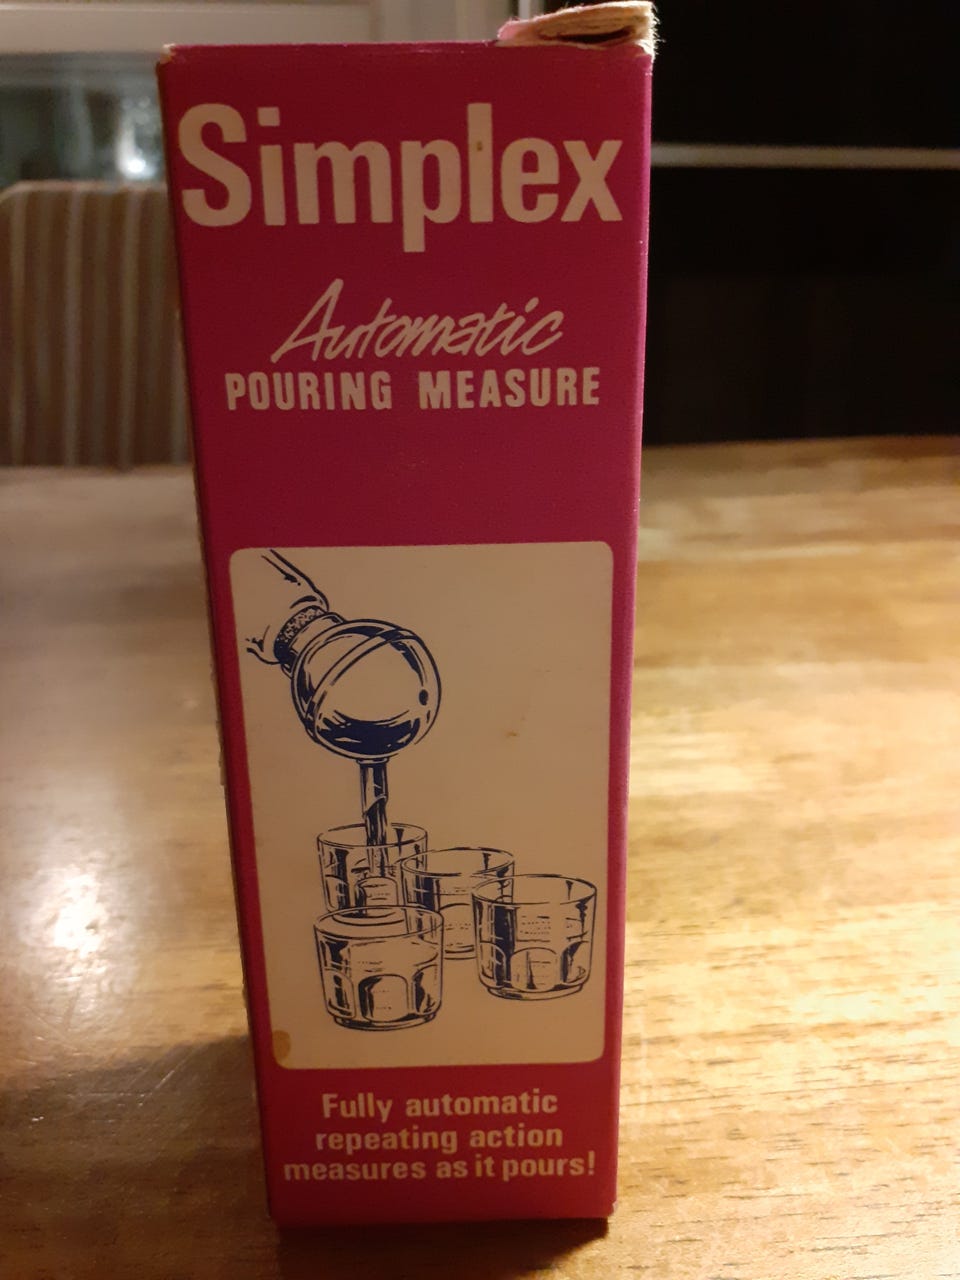 Simplex
Automatic
POURING MEASURE
Fully automatic
repeating action
measures as it pours!